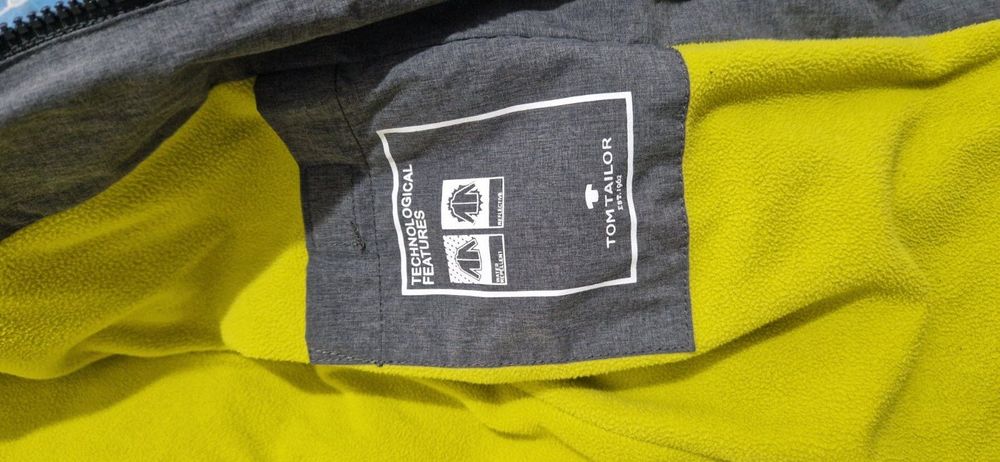 TECHNOLOGICAL
FEATURES
WATER
REPELLENT
REFLECTIVE
TOM TAILOR
EST. 1962